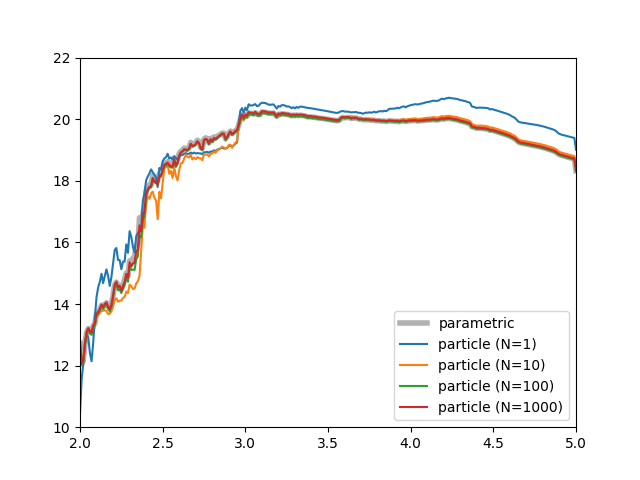 22
20
18
16
14
12
10
2.0 2.5 3.0 3.5 4.0 4.5 5.0
parametric
particle (N=1)
particle (N=10)
particle (N=100)
particle (N=1000)